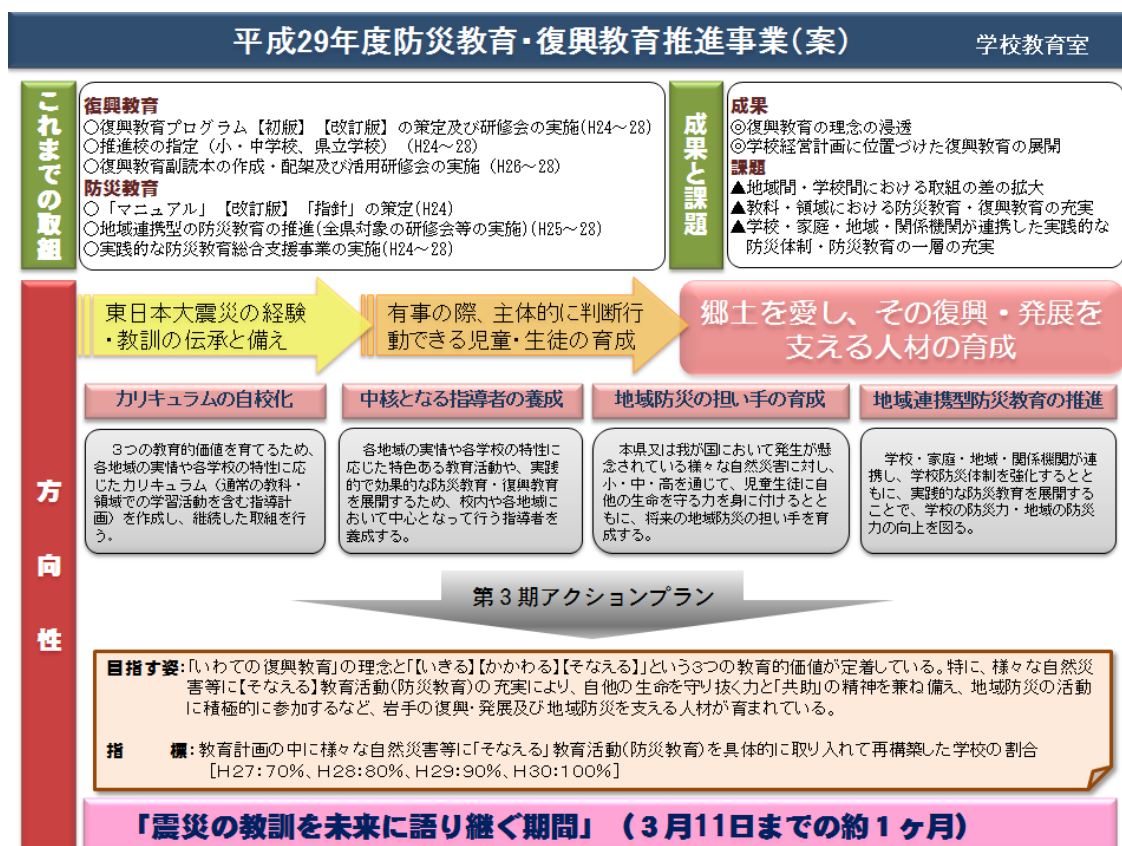 平成29年度防災教育・復興教育推進事業(案)
学校教育室
これまでの取組
復興教育
○復興教育プログラム【初版】【改訂版】の策定及び研修会の実施(H24～28)
○推進校の指定（小・中学校、県立学校）（H24～28）
○復興教育副読本の作成・配架及び活用研修会の実施（H26～28）
防災教育
○「マニュアル」【改訂版】「指針」の策定(H24)
○地域連携型の防災教育の推進(全県対象の研修会等の実施)(H25～28)
○実践的な防災教育総合支援事業の実施(H24～28)
成果と課題
成果
◎復興教育の理念の浸透
◎学校経営計画に位置づけた復興教育の展開
課題
▲地域間・学校間における取組の差の拡大
▲教科・領域における防災教育・復興教育の充実
▲学校・家庭・地域・関係機関が連携した実践的な
防災体制・防災教育の一層の充実
方向性
東日本大震災の経験
・教訓の伝承と備え
有事の際、主体的に判断行
動できる児童・生徒の育成
郷土を愛し、その復興・発展を
支える人材の育成
カリキュラムの自校化
３つの教育的価値を育てるため、
各地域の実情や各学校の特性に応
じたカリキュラム（通常の教科・
領域での学習活動を含む指導計
画）を作成し、継続した取組を行
う。
中核となる指導者の養成
各地域の実情や各学校の特性に
応じた特色ある教育活動や、実践
的で効果的な防災教育・復興教育
を展開するため、校内や各地域に
おいて中心となって行う指導者を
養成する。
地域防災の担い手の育成
本県又は我が国において発生が懸
念されている様々な自然災害に対し、
小・中・高を通じて、児童生徒に自
他の生命を守る力を身に付けるとと
もに、将来の地域防災の担い手を育
成する。
地域連携型防災教育の推進
学校・家庭・地域・関係機関が連
携し、学校防災体制を強化するとと
もに、実践的な防災教育を展開する
ことで、学校の防災力・地域の防災
力の向上を図る。
第３期アクションプラン
目指す姿:「いわての復興教育」の理念と「【いきる】【かかわる】【そなえる】」という3つの教育的価値が定着している。特に、様々な自然災
害等に【そなえる】教育活動(防災教育)の充実により、自他の生命を守り抜く力と「共助」の精神を兼ね備え、地域防災の活動
に積極的に参加するなど、岩手の復興・発展及び地域防災を支える人材が育まれている。
指　標:教育計画の中に様々な自然災害等に「そなえる」教育活動(防災教育)を具体的に取り入れて再構築した学校の割合
［H27：70%、H28：80%、H29：90%、H30：100%］
「震災の教訓を未来に語り継ぐ期間」（３月11日までの約１ヶ月）